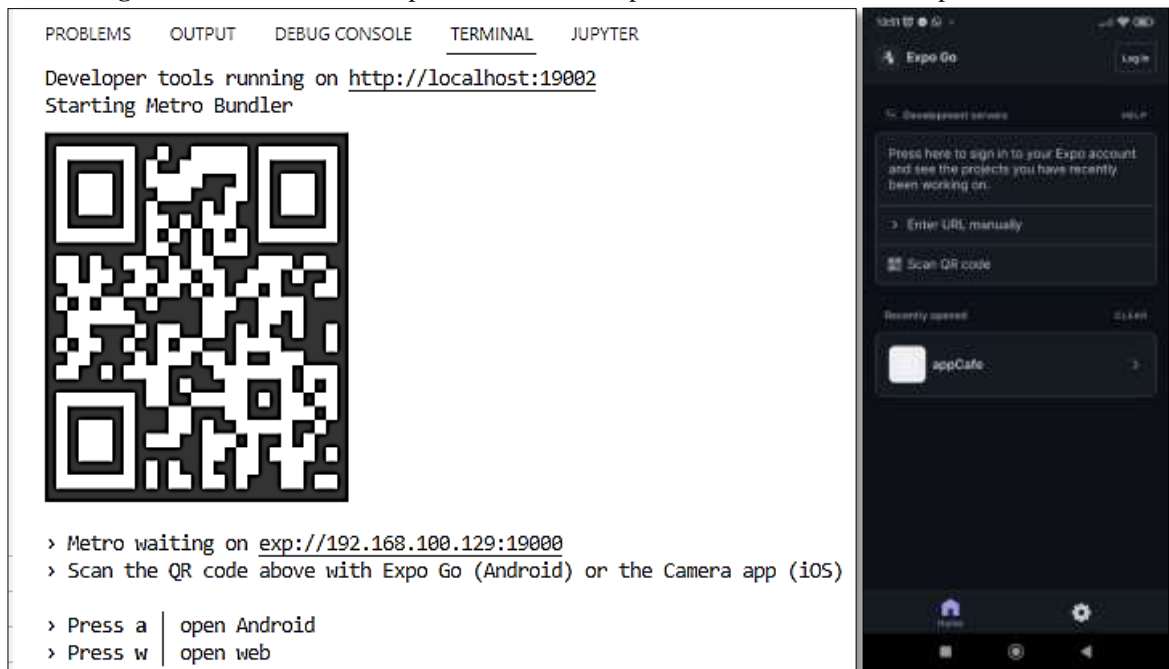 PROBLEMS OUTPUT DEBUG CONSOLE TERMINAL JUPYTER
Developer tools running on http://localhost:19002
Starting Metro Bundler
› Metro waiting on exp://192.168.100.129:19000
› Scan the QR code above with Expo Go (Android) or the Camera app (iOS)
› Press a │ open Android
› Press w │ open web
Expo Go
Log In
Development servers
HELP
Press here to sign in to your Expo account
and see the projects you have recently
been working on.
Enter URL manually
Scan QR code
Recently opened
CLEAR
appCafe
Home